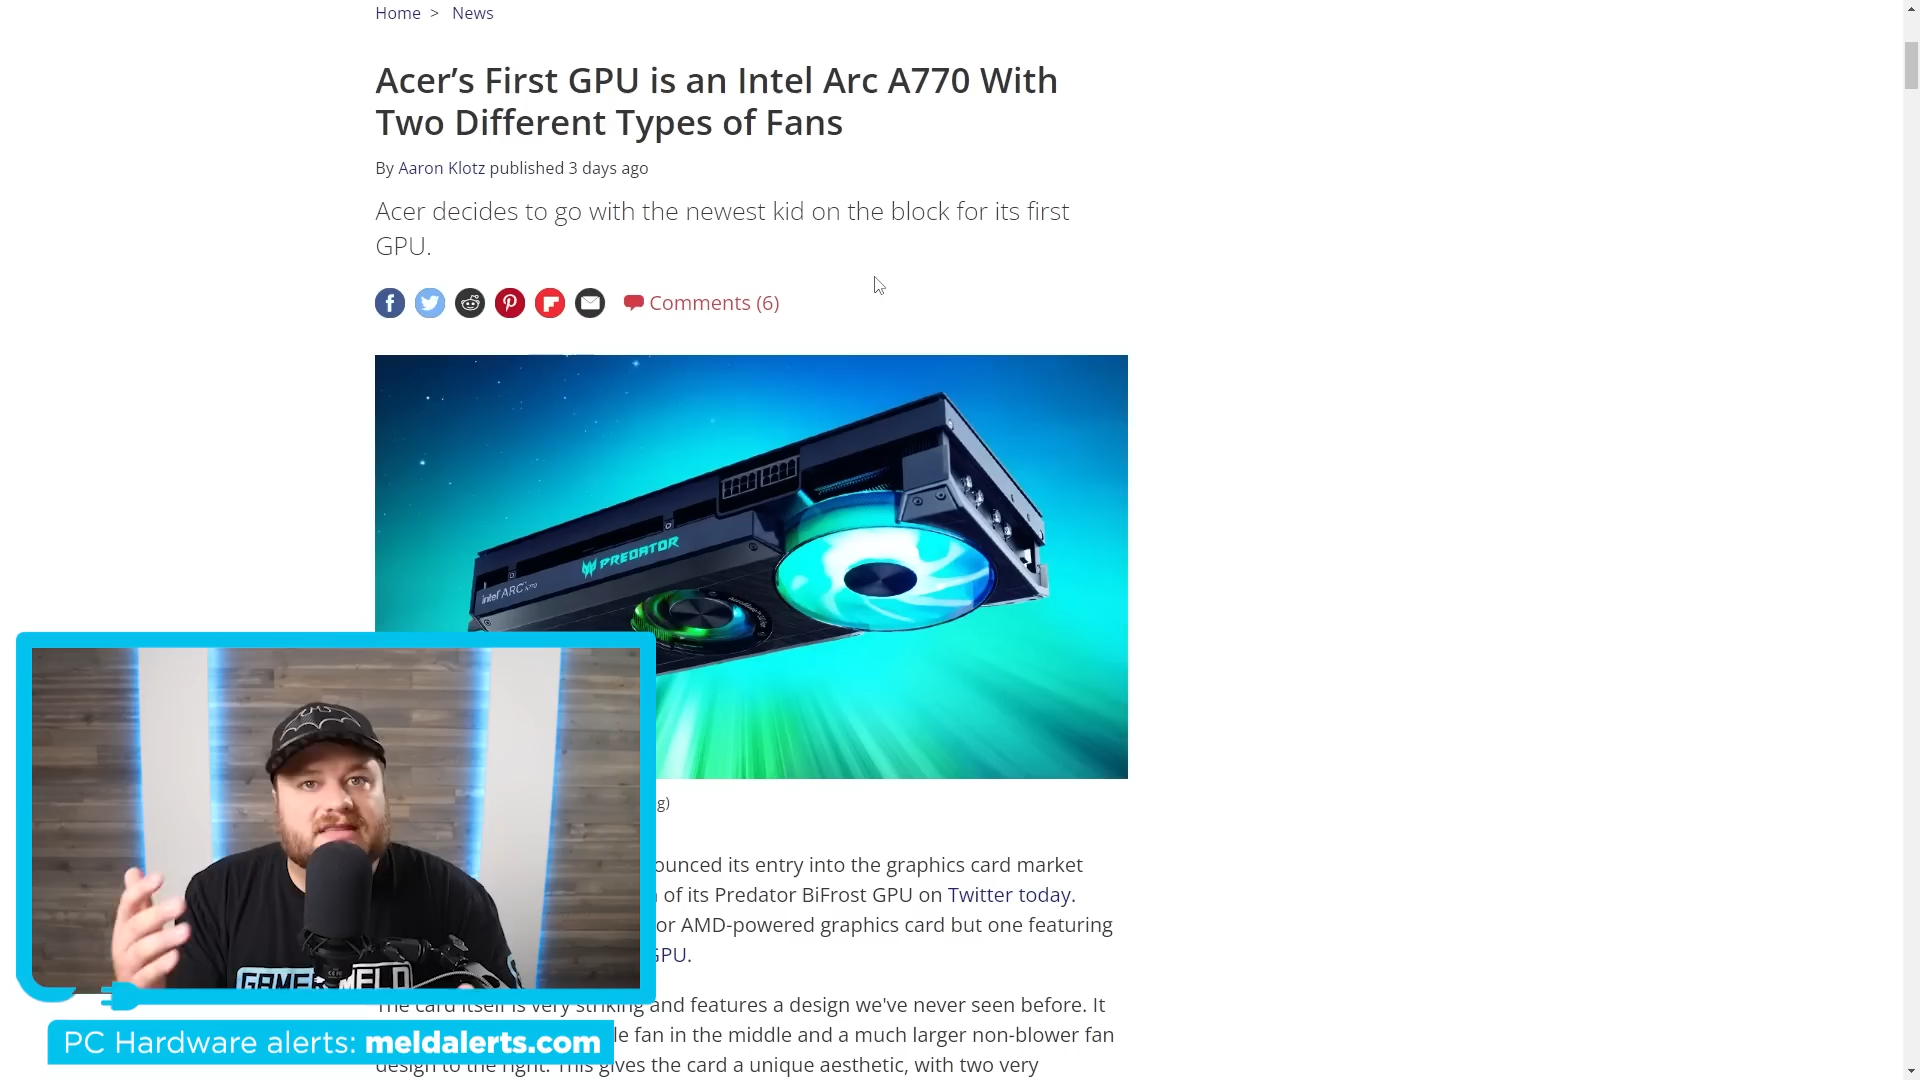 Home > News
Acer’s First GPU is an Intel Arc A770 With
Two Different Types of Fans
By Aaron Klotz published 3 days ago
Acer decides to go with the newest kid on the block for its first
GPU.
Comments (6)
PREDATOR
intel ARC
g)
ounced its entry into the graphics card market
of its Predator BiFrost GPU on Twitter today.
or AMD-powered graphics card but one featuring
GPU.
The card itself is very striking and features a design we've never seen before. It
le fan in the middle and a much larger non-blower fan
design to the right. This gives the card a unique aesthetic, with two very
GAMER MELD
PC Hardware alerts: meldalerts.com